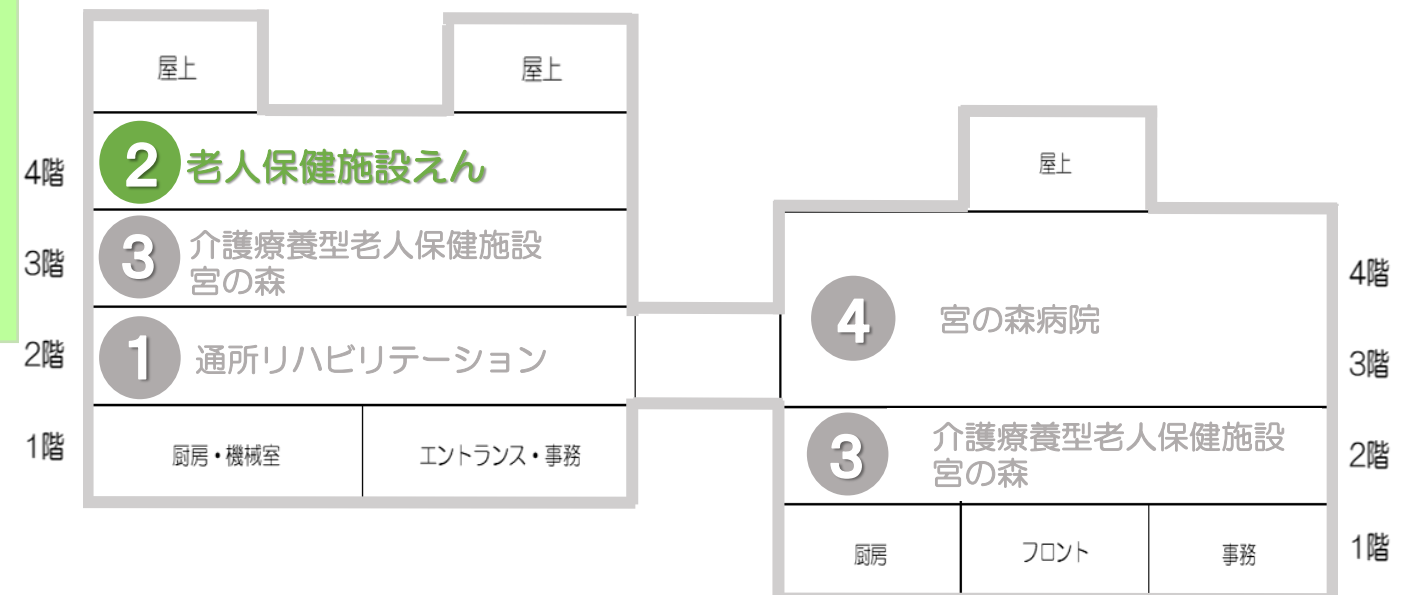 屋上
屋上
4階
2 老人保健施設えん
3階
3 介護療養型老人保健施設
宮の森
2階
1 通所リハビリテーション
1階
厨房・機械室
エントランス・事務
屋上
4 宮の森病院
4階
3階
3 介護療養型老人保健施設
宮の森
2階
厨房
フロント
事務
1階